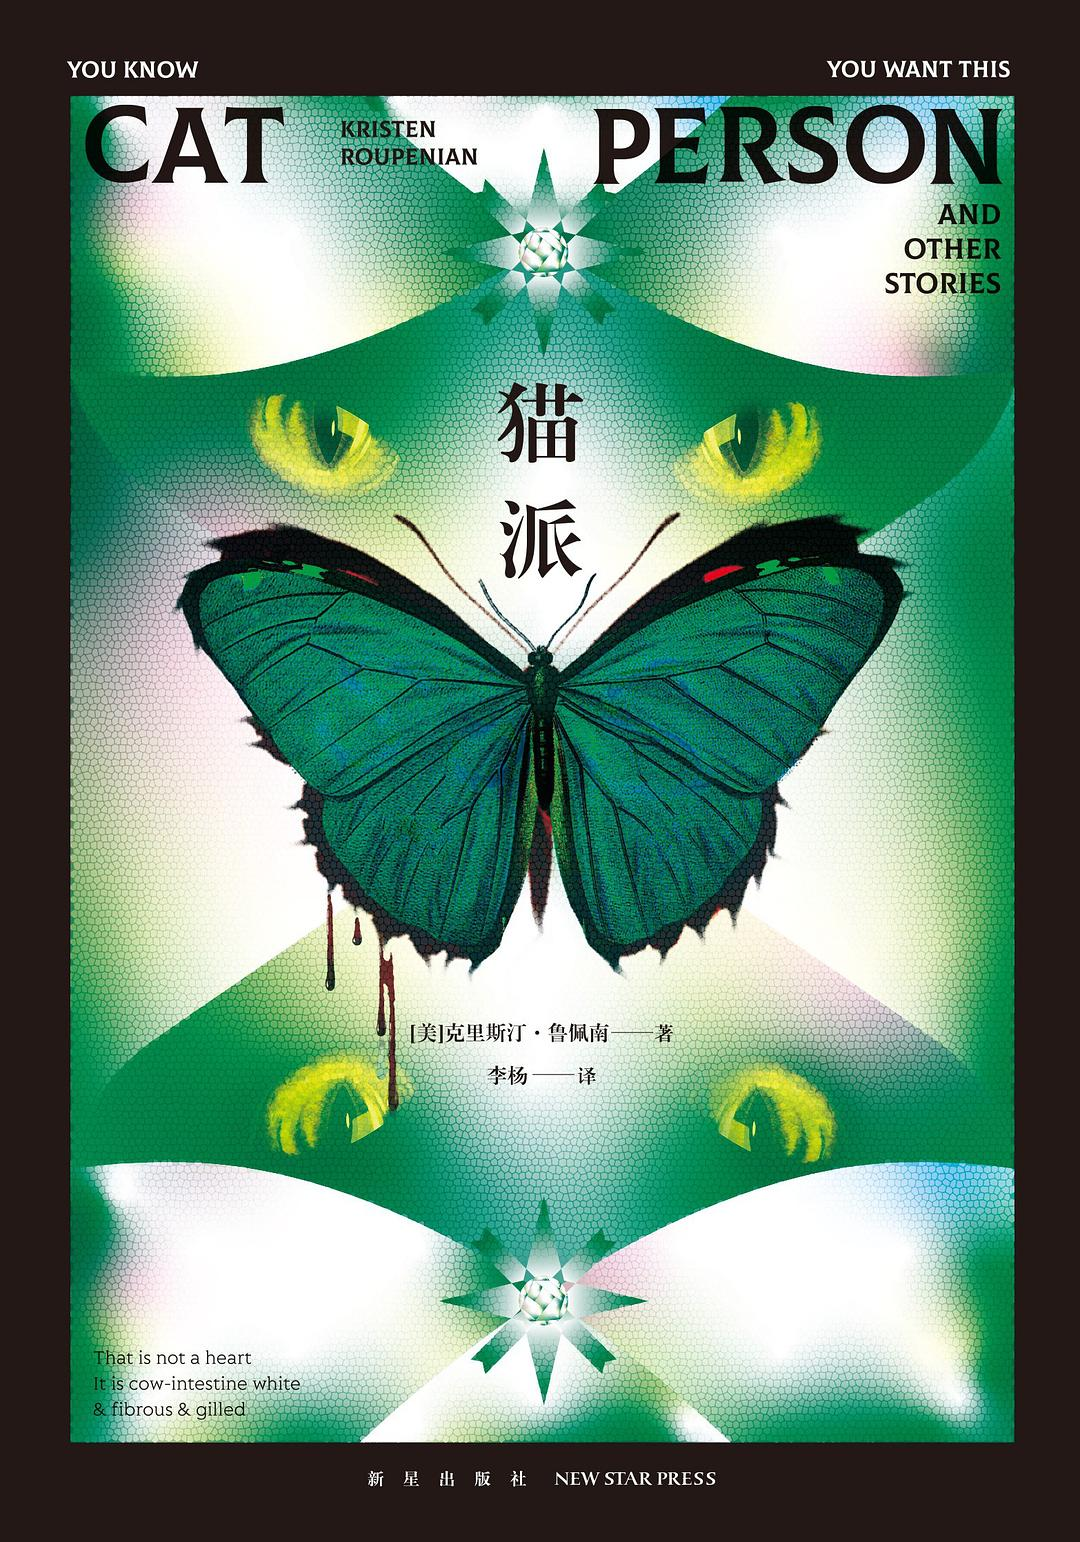 YOU KNOW
YOU WANT THIS
CAT PERSON
KRISTEN
ROUPENIAN
AND
OTHER
STORIES
猫
派
[美]克里斯汀·鲁佩南——著
李杨——译
That is not a heart
It is cow-intestine white
& fibrous & gilled
新星出版社 NEW STAR PRESS